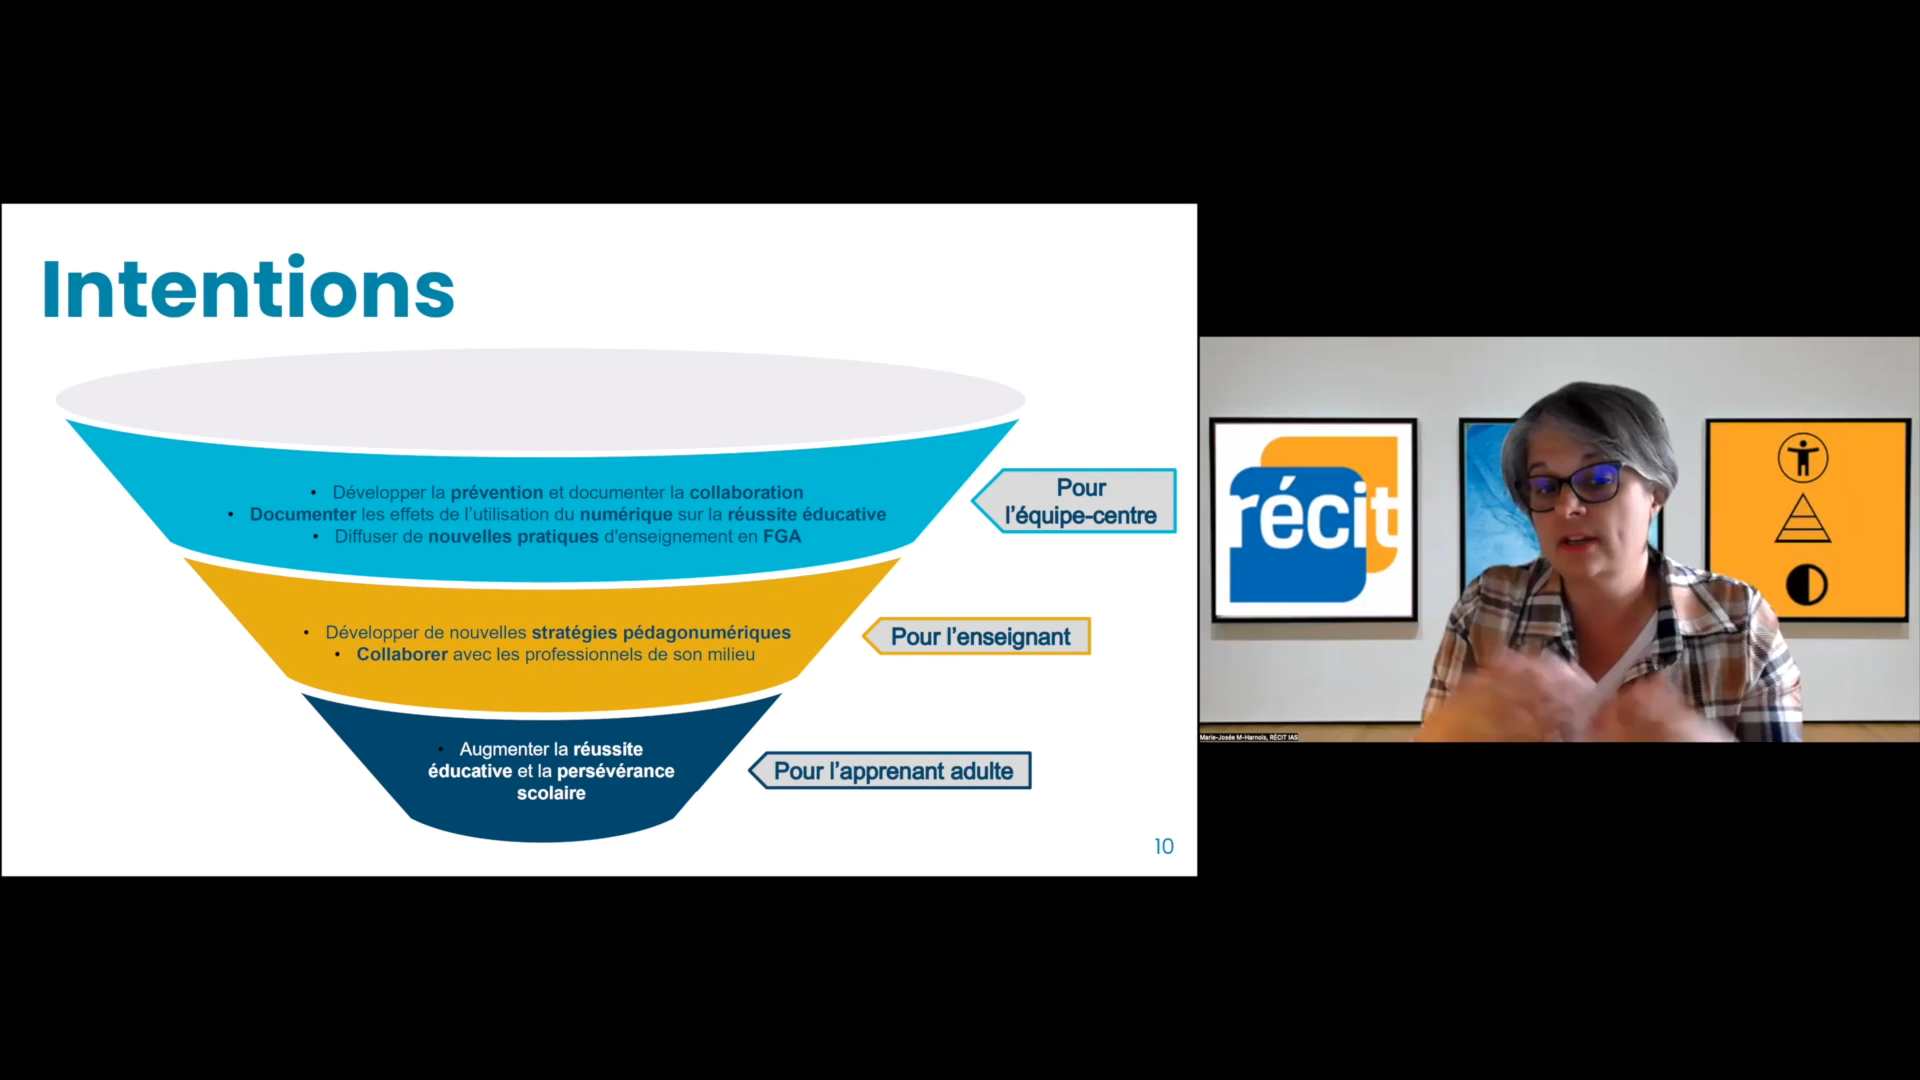 Intentions
• Développer la prévention et documenter la collaboration
• Documenter les effets de l'utilisation du numérique sur la réussite éducative
• Diffuser de nouvelles pratiques d'enseignement en FGA
Pour
l'équipe-centre
• Développer de nouvelles stratégies pédagonumériques
• Collaborer avec les professionnels de son milieu
Pour l'enseignant
• Augmenter la réussite
éducative et la persévérance
scolaire
Pour l'apprenant adulte
10
récit
Marie-Josée M-Harnois, RÉCIT IAS